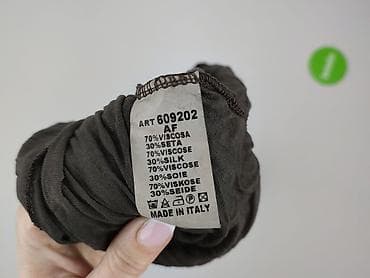 ART 609202
AF
70%VISCOSA
30%SETA
70%VISCOSE
30%SILK
70%VISCOSE
30%SOIE
70%VISKOSE
30%SEIDE
MADE IN ITALY